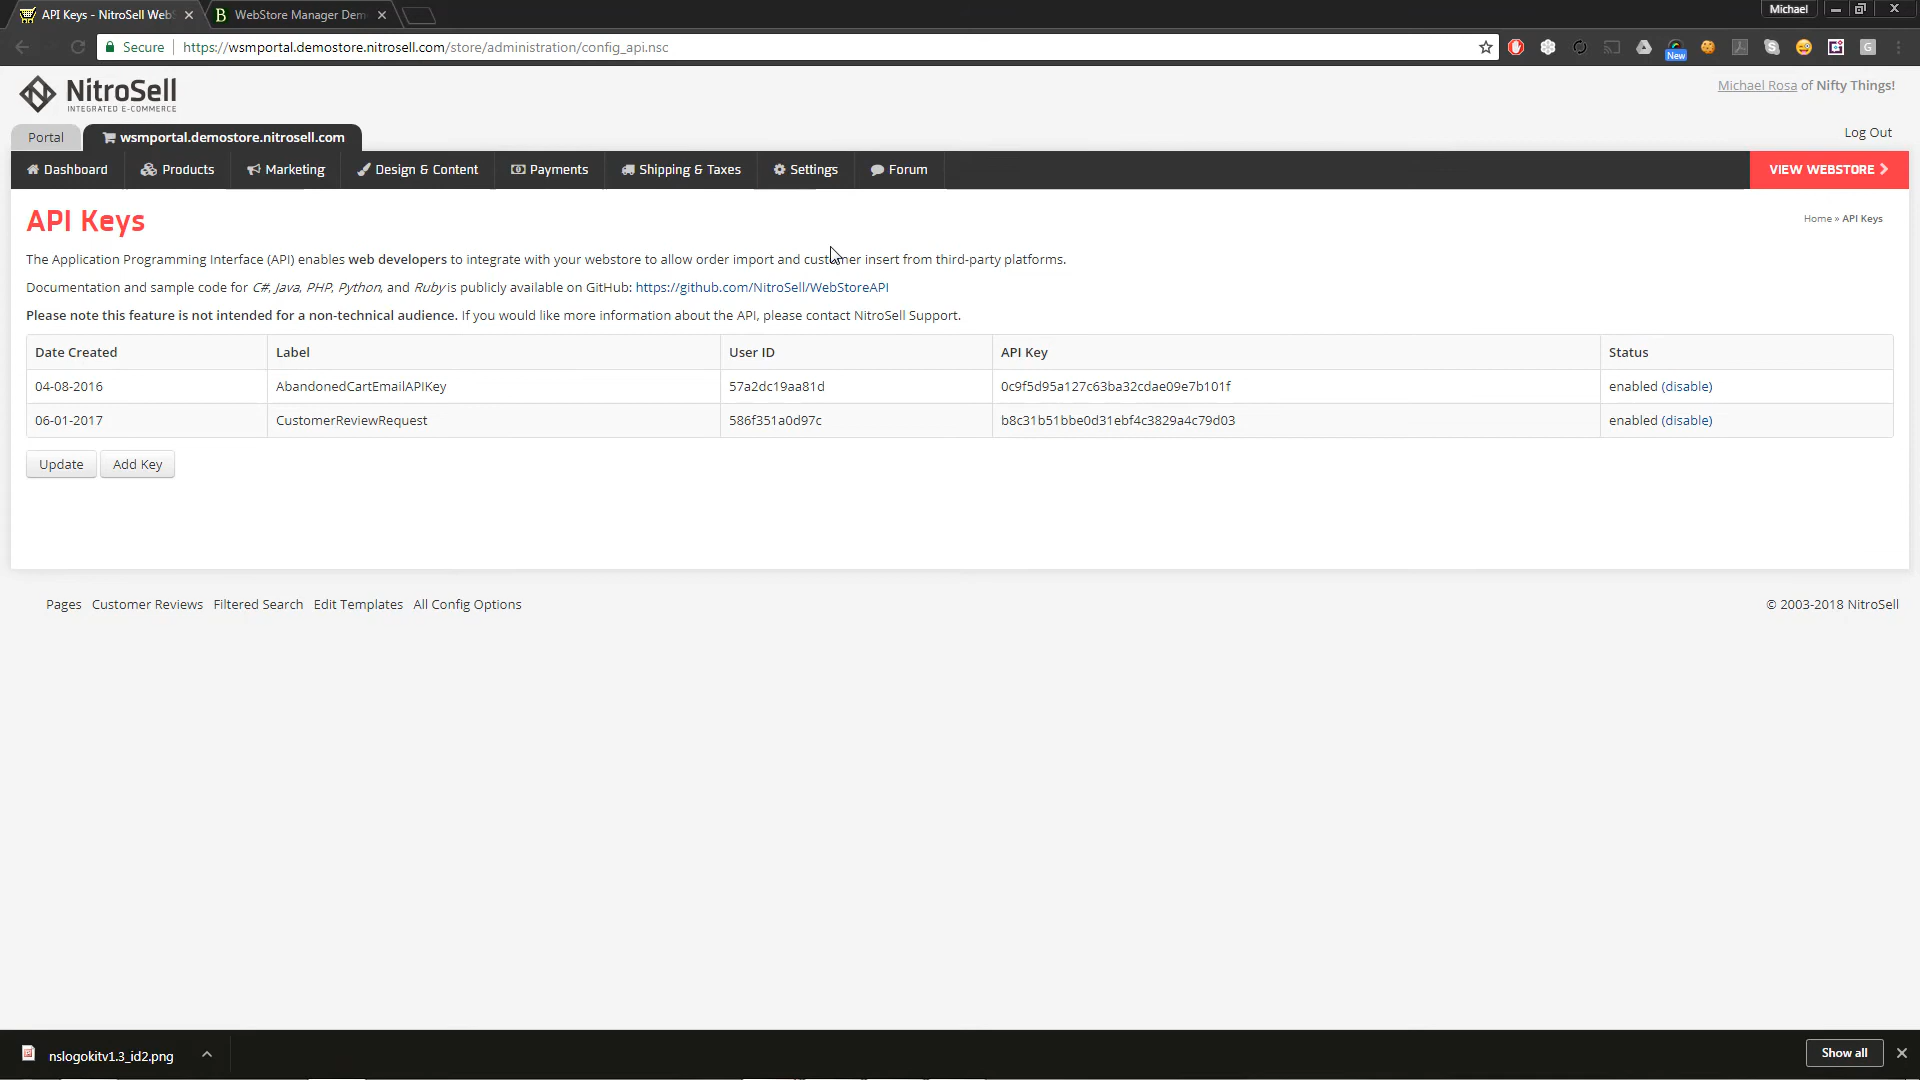 API Keys - NitroSell WebS
WebStore Manager Dem
Michael
Secure
https://wsmportal.demostore.nitrosell.com/store/administration/config_api.nsc
New
NitroSell
INTEGRATED E-COMMERCE
Michael Rosa of Nifty Things!
Portal
wsmportal.demostore.nitrosell.com
Log Out
Dashboard
Products
Marketing
Design & Content
Payments
Shipping & Taxes
Settings
Forum
VIEW WEBSTORE
API Keys
Home » API Keys
The Application Programming Interface (API) enables web developers to integrate with your webstore to allow order import and customer insert from third-party platforms.
Documentation and sample code for C#, Java, PHP, Python, and Ruby is publicly available on GitHub: https://github.com/NitroSell/WebStoreAPI
Please note this feature is not intended for a non-technical audience. If you would like more information about the API, please contact NitroSell Support.
Date Created Label User ID API Key Status
04-08-2016 AbandonedCartEmailAPIKey 57a2dc19aa81d 0c9f5d95a127c63ba32cdae09e7b101f enabled (disable)
06-01-2017 CustomerReviewRequest 586f351a0d97c b8c31b51bbe0d31ebf4c3829a4c79d03 enabled (disable)
Update
Add Key
Pages Customer Reviews Filtered Search Edit Templates All Config Options
© 2003-2018 NitroSell
nslogokitv1.3_id2.png
Show all